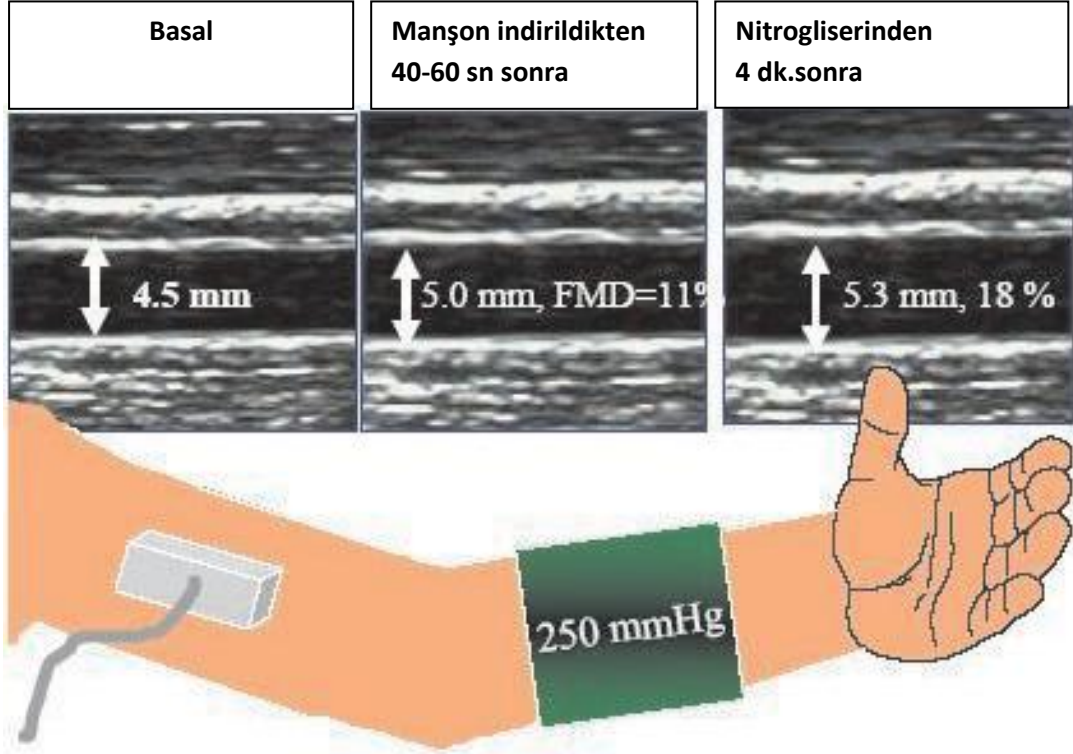 Basal
Manşon indirildikten
40-60 sn sonra
Nitrogliserinden
4 dk.sonra
4.5 mm
5.0 mm, FMD=11%
5.3 mm, 18 %
250 mmHg